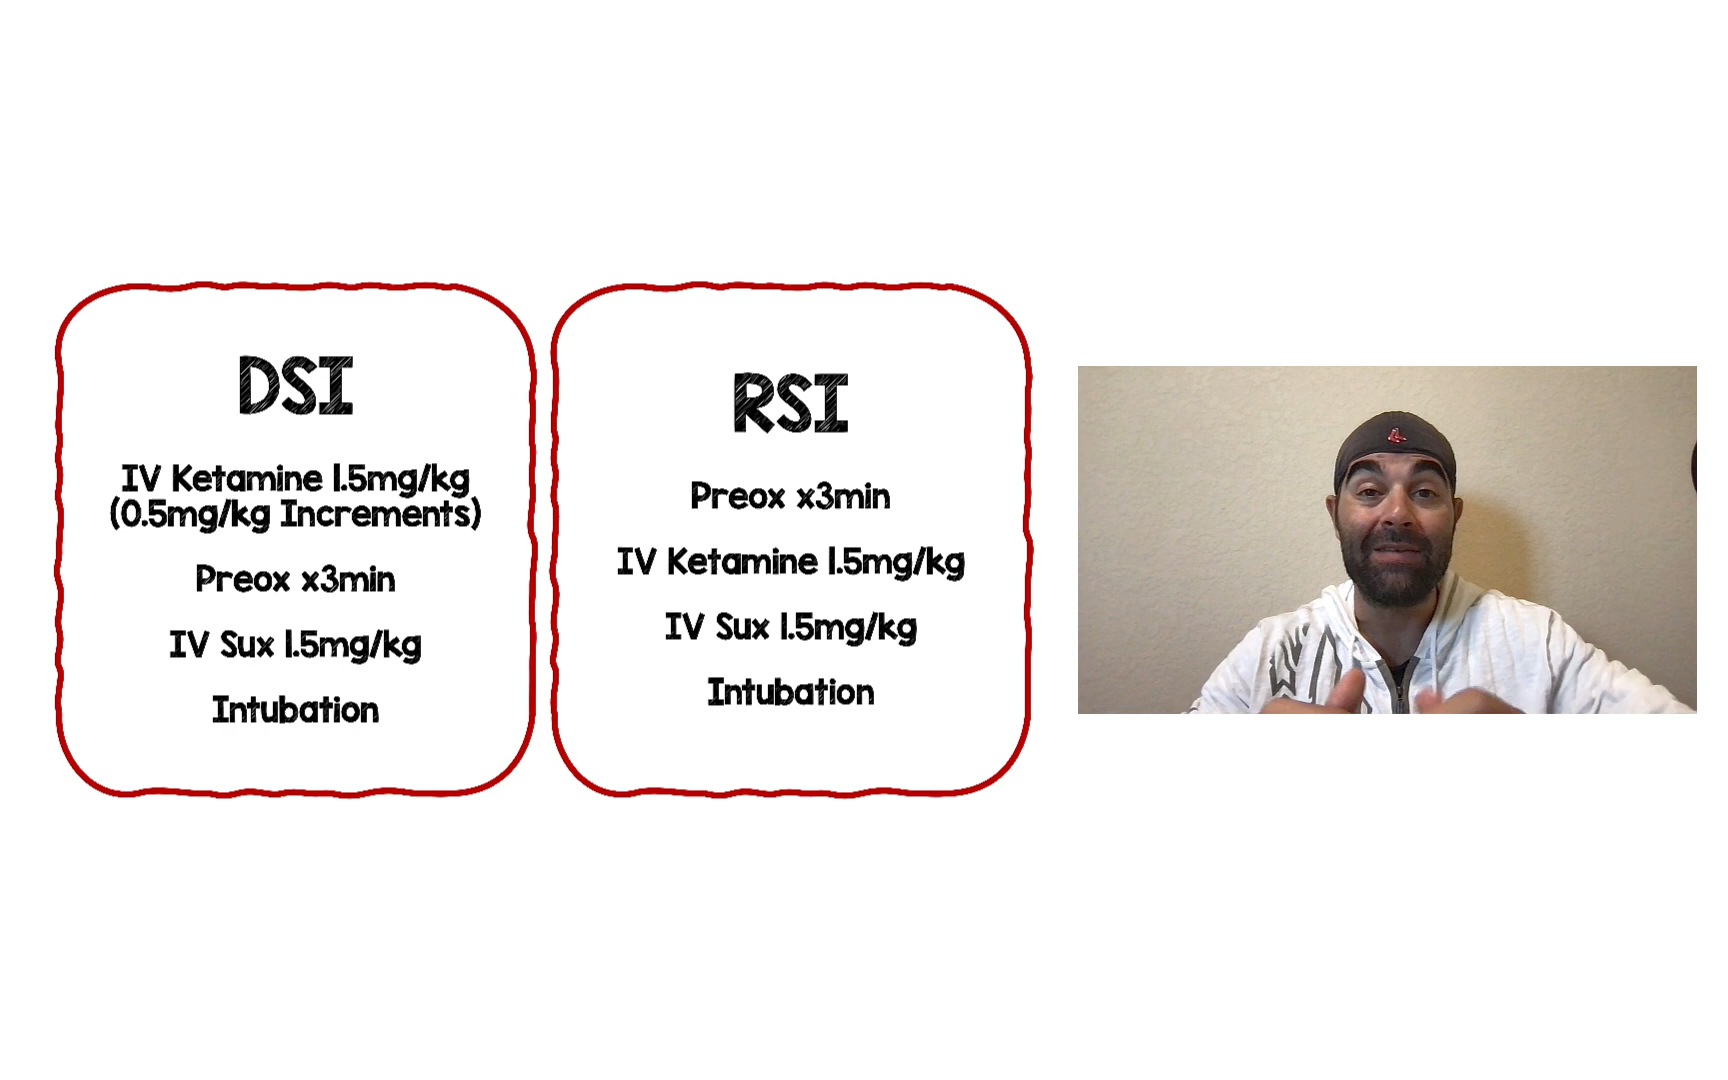 DSI
IV Ketamine 1.5mg/kg
(0.5mg/kg Increments)
Preox x3min
IV Sux 1.5mg/kg
Intubation
RSI
Preox x3min
IV Ketamine 1.5mg/kg
IV Sux 1.5mg/kg
Intubation